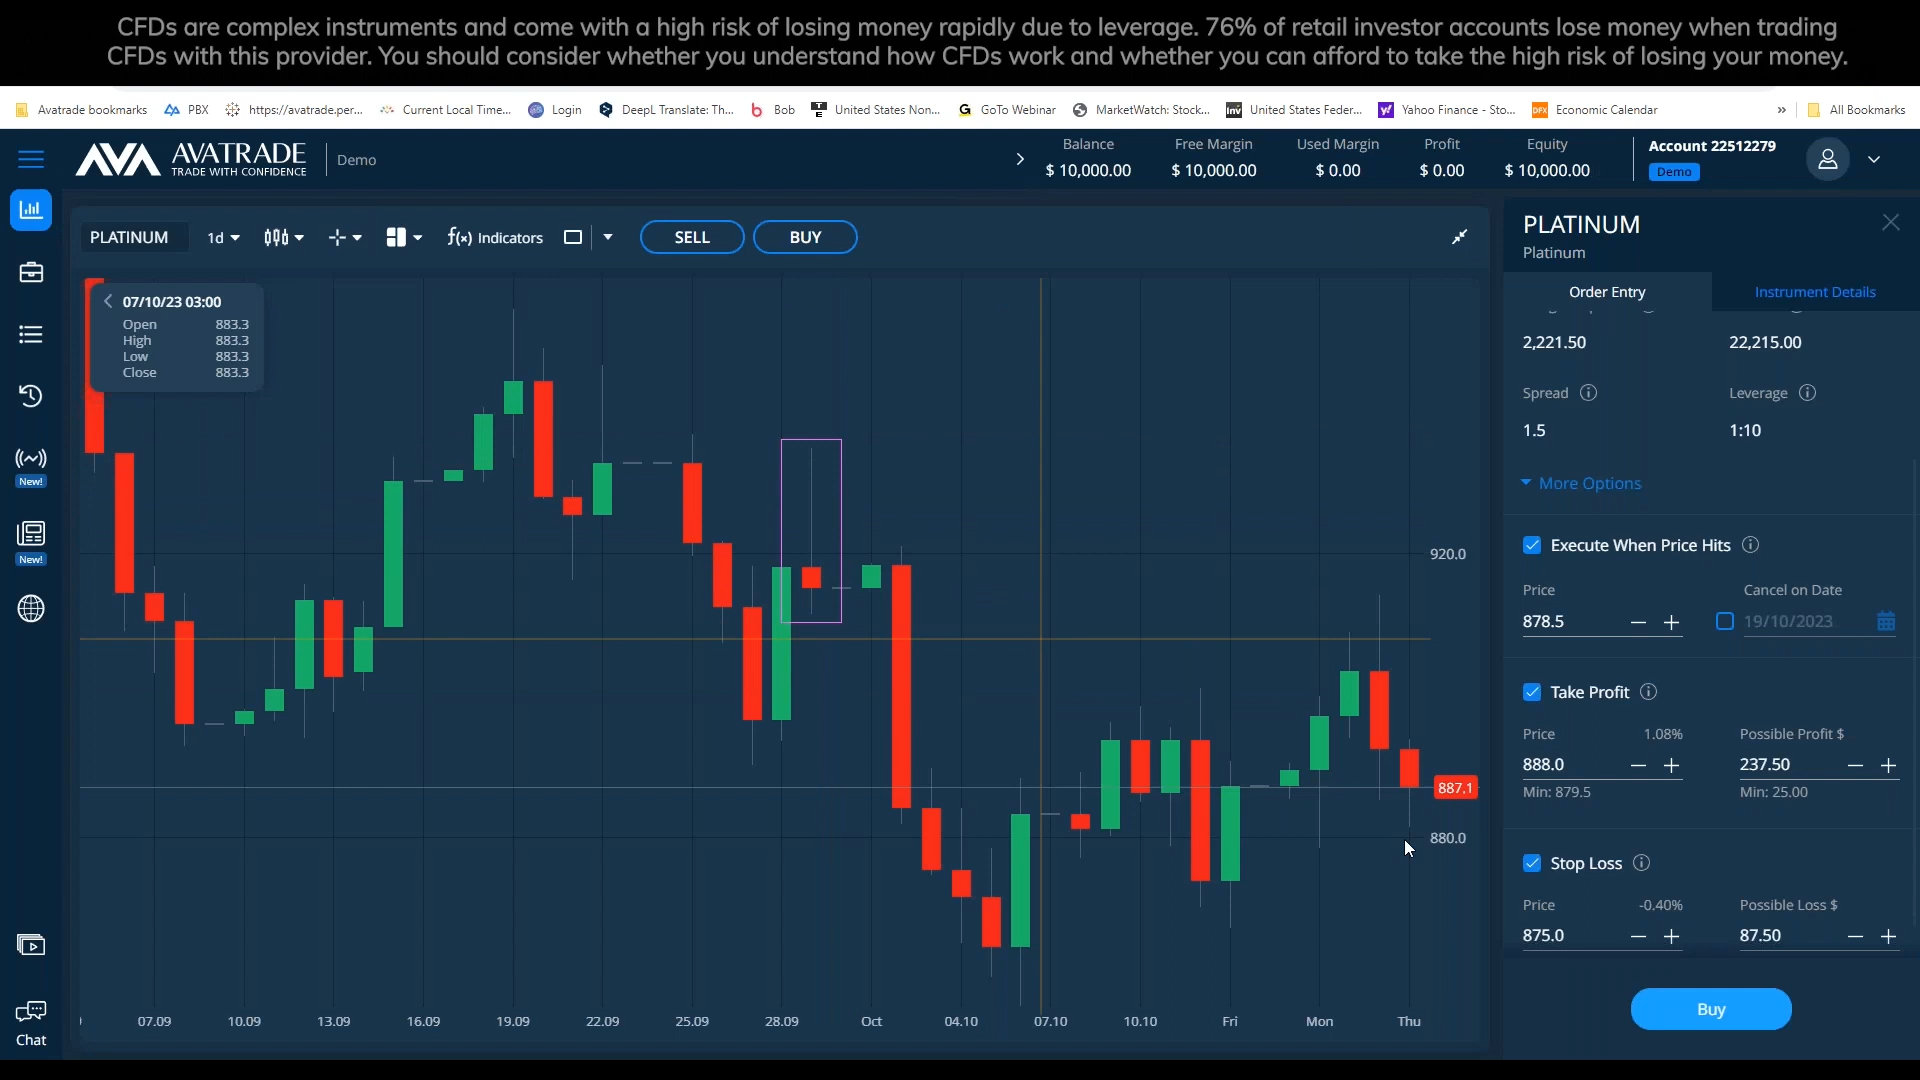 CFDs are complex instruments and come with a high risk of losing money rapidly due to leverage. 76% of retail investor accounts lose money when trading
CFDs with this provider. You should consider whether you understand how CFDs work and whether you can afford to take the high risk of losing your money.
Avatrade bookmarks PBX https://avatrade.per... Current Local Time... Login DeepL Translate: Th... Bob United States Non... GoTo Webinar MarketWatch: Stock... United States Feder... Yahoo Finance - Sto... Economic Calendar » All Bookmarks
AVA AVATRADE
TRADE WITH CONFIDENCE
Demo
Balance Free Margin Used Margin Profit Equity
$ 10,000.00 $ 10,000.00 $ 0.00 $ 0.00 $ 10,000.00
Account 22512279
Demo
PLATINUM 1d f(x) Indicators SELL BUY
07/10/23 03:00
Open 883.3
High 883.3
Low 883.3
Close 883.3
New!
New!
Chat
920.0
887.1
880.0
07.09 10.09 13.09 16.09 19.09 22.09 25.09 28.09 Oct 04.10 07.10 10.10 Fri Mon Thu
PLATINUM
Platinum
Order Entry Instrument Details
2,221.50 22,215.00
Spread Leverage
1.5 1:10
More Options
Execute When Price Hits
Price Cancel on Date
878.5 19/10/2023
Take Profit
Price 1.08% Possible Profit $
888.0 237.50
Min: 879.5 Min: 25.00
Stop Loss
Price -0.40% Possible Loss $
875.0 87.50
Buy